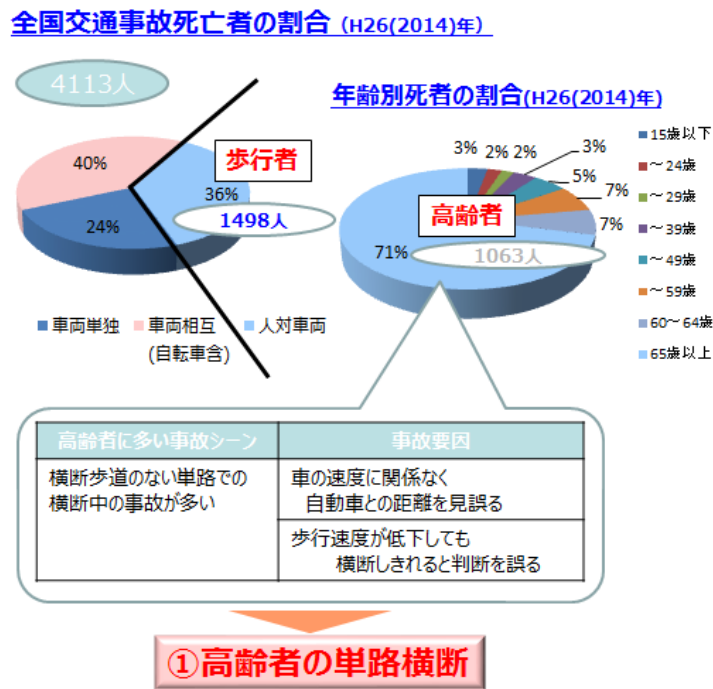 全国交通事故死亡者の割合（H26(2014)年）
4113人
年齢別死者の割合(H26(2014)年)
40%
24%
36%
歩行者
1498人
■車両単独 ■車両相互 ■人対車両
(自転車含)
3%
2%
2%
3%
5%
7%
7%
71%
高齢者
1063人
■15歳以下
■～24歳
■～29歳
■～39歳
■～49歳
■～59歳
■60～64歳
■65歳以上
高齢者に多い事故シーン
事故要因
横断歩道のない単路での
横断中の事故が多い
車の速度に関係なく
自動車との距離を見誤る
歩行速度が低下しても
横断しきれると判断を誤る
①高齢者の単路横断